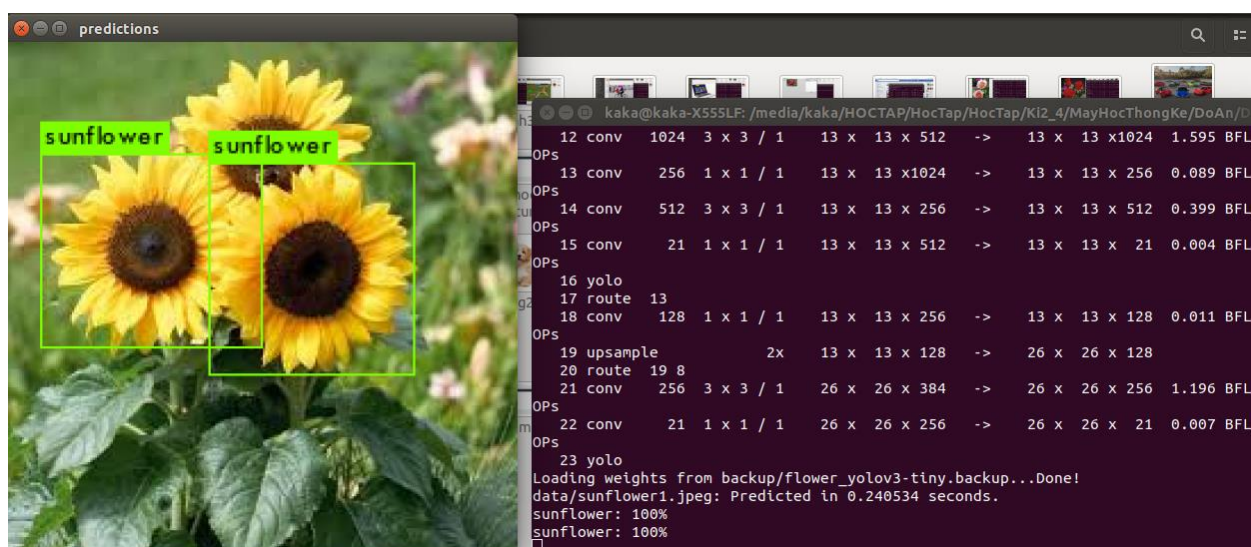 predictions
sunflower
sunflower
kaka@kaka-X555LF: /media/kaka/HOCTAP/HocTap/HocTap/Ki2_4/MayHocThongKe/DoAn/D
12 conv 1024 3 x 3 / 1 13 x 13 x 512 -> 13 x 13 x1024 1.595 BFL
OPs
13 conv 256 1 x 1 / 1 13 x 13 x1024 -> 13 x 13 x 256 0.089 BFL
OPs
14 conv 512 3 x 3 / 1 13 x 13 x 256 -> 13 x 13 x 512 0.399 BFL
OPs
15 conv 21 1 x 1 / 1 13 x 13 x 512 -> 13 x 13 x 21 0.004 BFL
OPs
16 yolo
17 route 13
18 conv 128 1 x 1 / 1 13 x 13 x 256 -> 13 x 13 x 128 0.011 BFL
OPs
19 upsample 2x 13 x 13 x 128 -> 26 x 26 x 128
20 route 19 8
21 conv 256 3 x 3 / 1 26 x 26 x 384 -> 26 x 26 x 256 1.196 BFL
OPs
22 conv 21 1 x 1 / 1 26 x 26 x 256 -> 26 x 26 x 21 0.007 BFL
OPs
23 yolo
Loading weights from backup/flower_yolov3-tiny.backup...Done!
data/sunflower1.jpeg: Predicted in 0.240534 seconds.
sunflower: 100%
sunflower: 100%